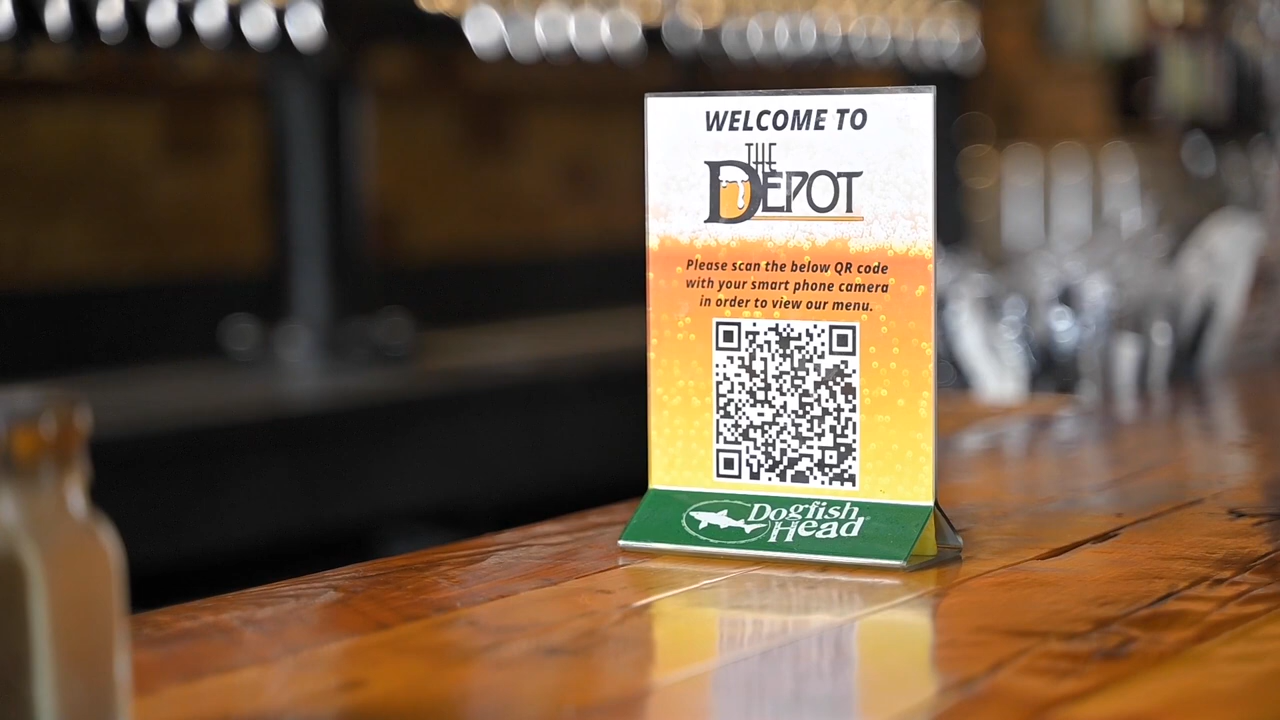 WELCOME TO
THE
DEPOT
Please scan the below QR code
with your smart phone camera
in order to view our menu.
Dogfish
Head